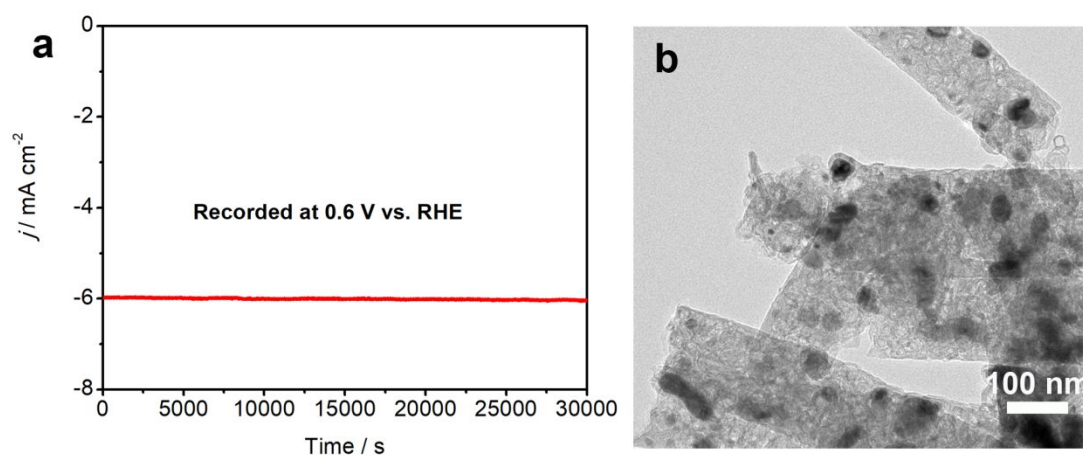 a
0
-2
-4
-6
-8
j / mA cm-2
Recorded at 0.6 V vs. RHE
0 5000 10000 15000 20000 25000 30000
Time / s
b
100 nm